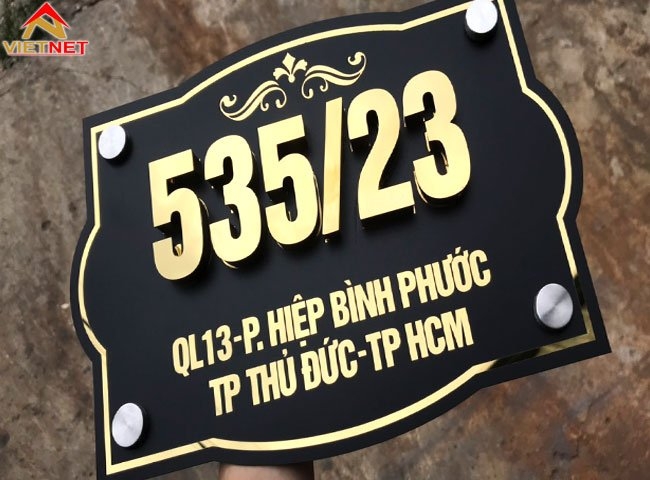 VIETNET
535/23
QL13-P. HIỆP BÌNH PHƯỚC
TP THỦ ĐỨC-TP HCM